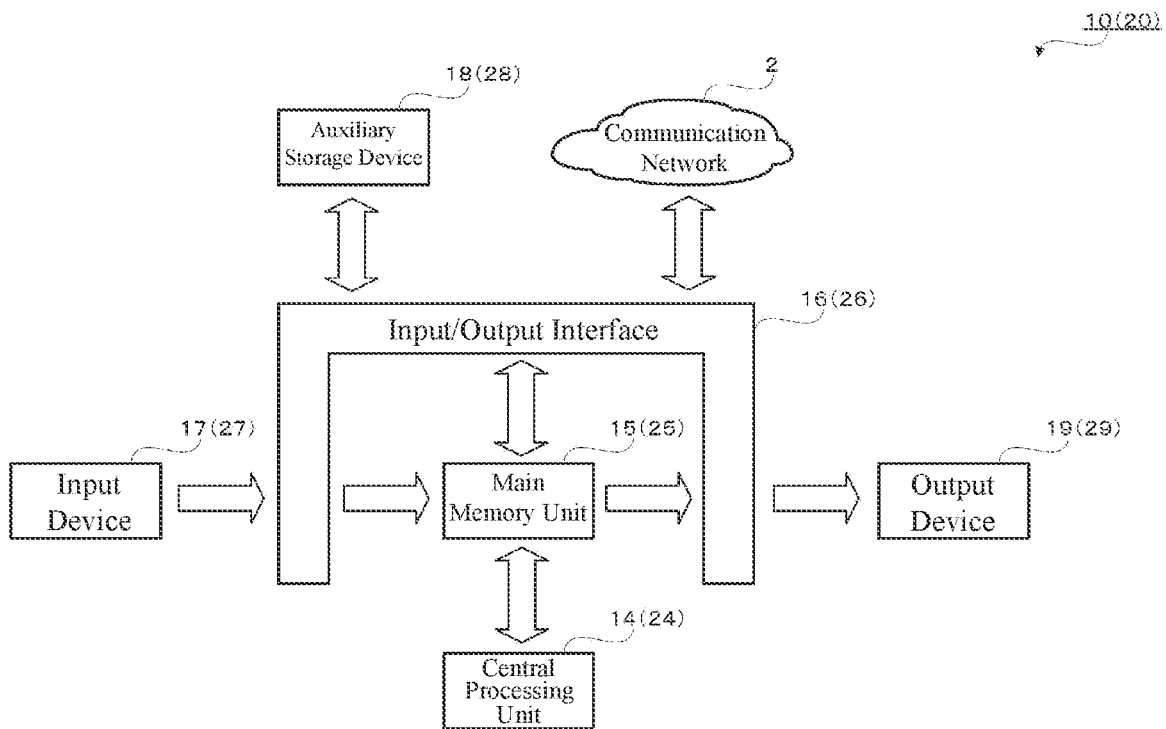 10(20)
18(28)
2
Auxiliary
Storage Device
Communication
Network
16(26)
Input/Output Interface
17(27)
15(25)
19(29)
Input
Device
Main
Memory Unit
Output
Device
14(24)
Central
Processing
Unit